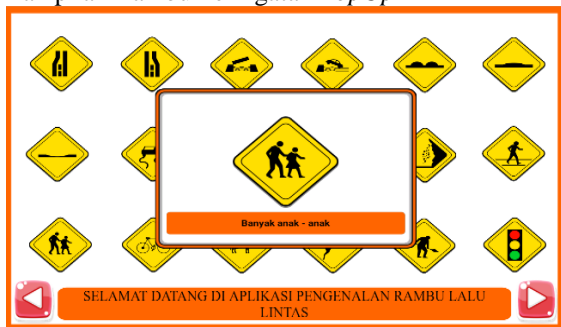 Banyak anak - anak
SELAMAT DATANG DI APLIKASI PENGENALAN RAMBU LALU
LINTAS